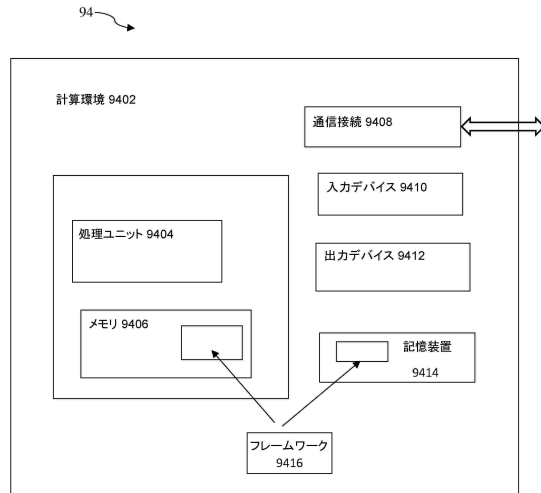 94
計算環境 9402
通信接続 9408
入力デバイス 9410
処理ユニット 9404
出力デバイス 9412
メモリ 9406
記憶装置
9414
フレームワーク
9416